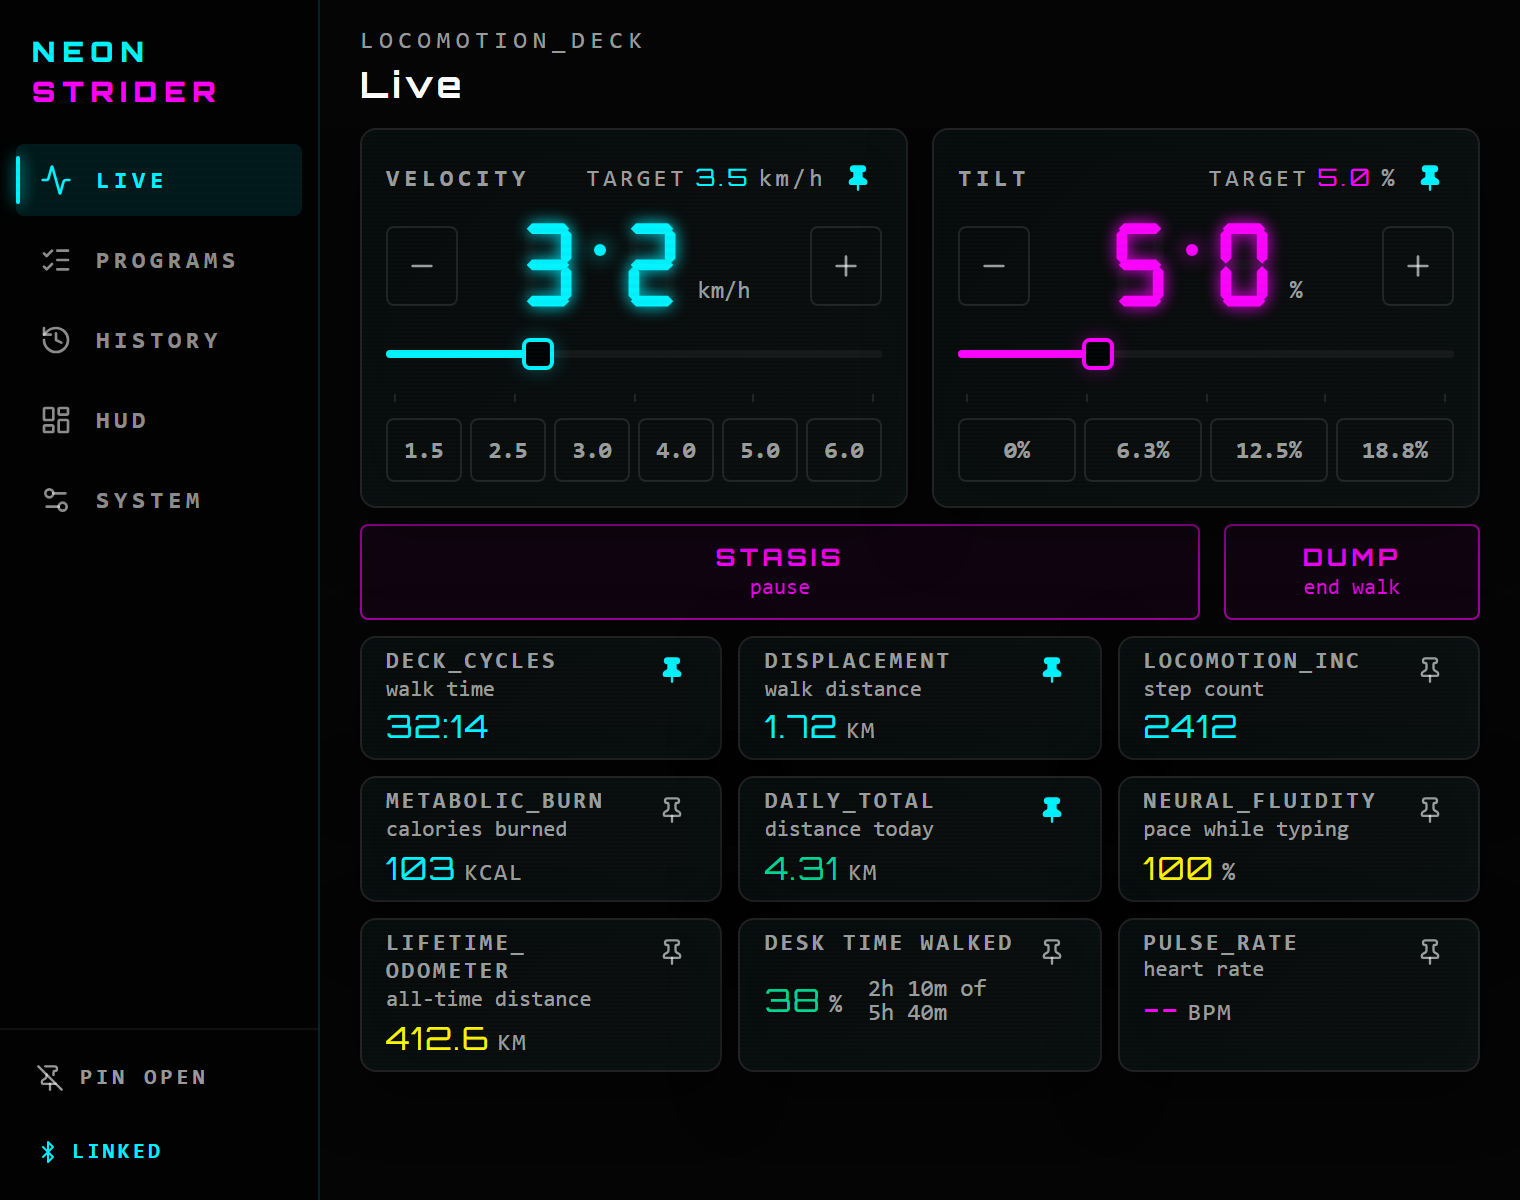 NEON
STRIDER
LIVE
PROGRAMS
HISTORY
HUD
SYSTEM
PIN OPEN
LINKED
LOCOMOTION_DECK
Live
VELOCITY TARGET 3.5 km/h
− 3.2 km/h +
1.5 2.5 3.0 4.0 5.0 6.0
TILT TARGET 5.0 %
− 5.0 % +
0% 6.3% 12.5% 18.8%
STASIS
pause
DUMP
end walk
DECK_CYCLES
walk time
32:14
DISPLACEMENT
walk distance
1.72 KM
LOCOMOTION_INC
step count
2412
METABOLIC_BURN
calories burned
103 KCAL
DAILY_TOTAL
distance today
4.31 KM
NEURAL_FLUIDITY
pace while typing
100 %
LIFETIME_
ODOMETER
all-time distance
412.6 KM
DESK TIME WALKED
38 % 2h 10m of
5h 40m
PULSE_RATE
heart rate
-- BPM